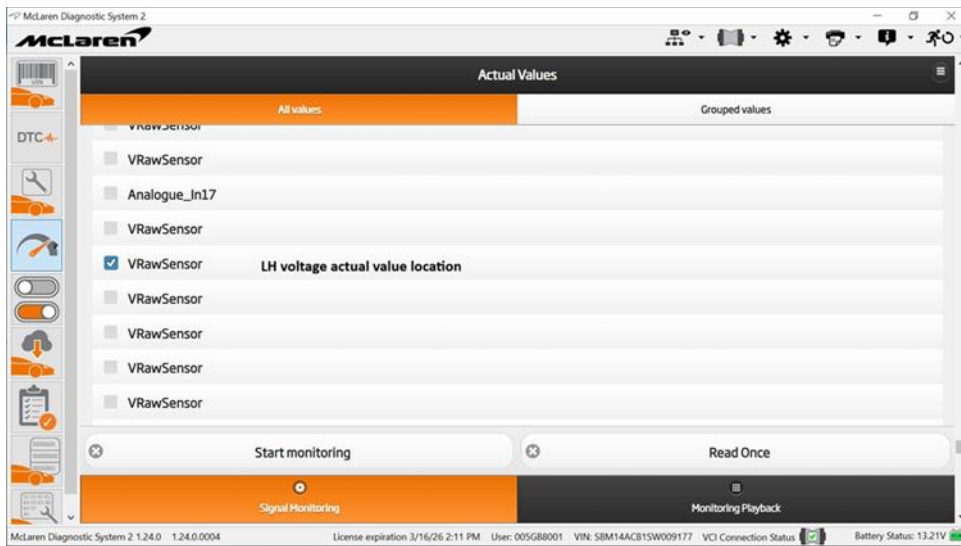 McLaren Diagnostic System 2
McLaren
Actual Values
All values
Grouped values
VRawSensor
VIN
DTC
VRawSensor
Analogue_In17
VRawSensor
VRawSensor LH voltage actual value location
VRawSensor
VRawSensor
VRawSensor
VRawSensor
Start monitoring
Read Once
Signal Monitoring
Monitoring Playback
McLaren Diagnostic System 2 1.24.0 1.24.0.0004 License expiration 3/16/26 2:11 PM User: 005GB8001 VIN: SBM14ACB1SW009177 VCI Connection Status Battery Status: 13.21V